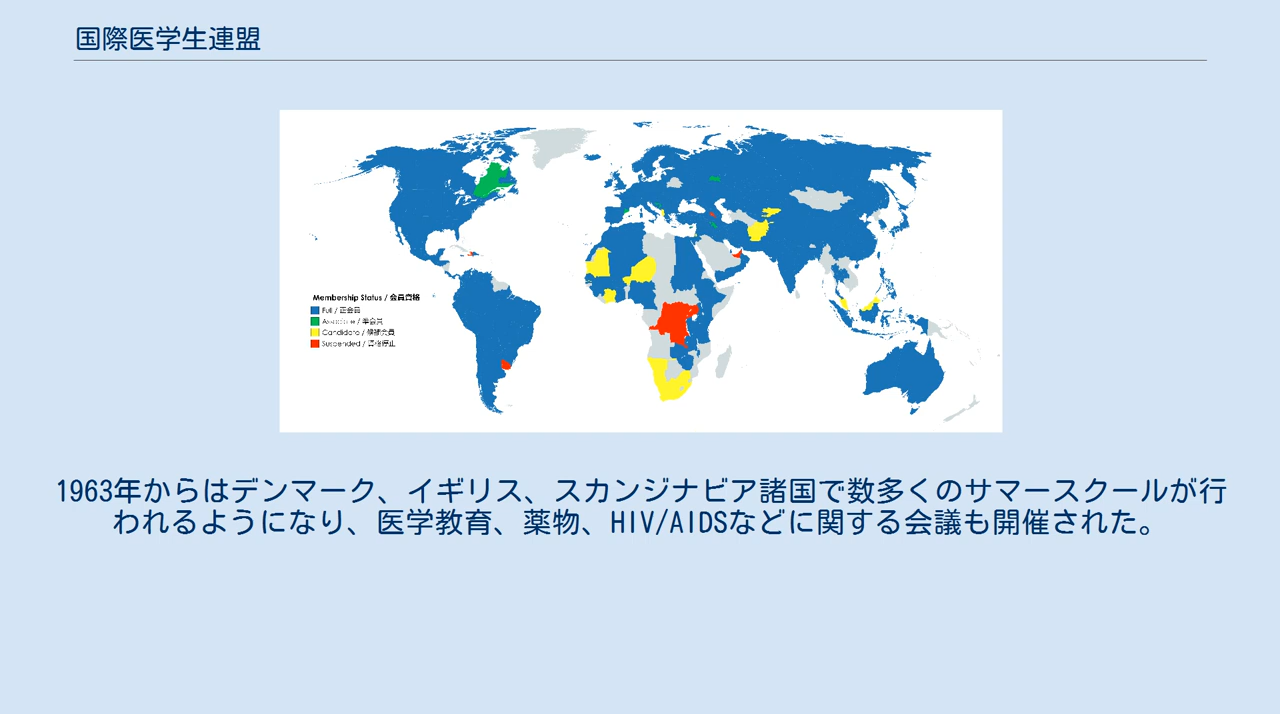 国際医学生連盟
Membership Status / 会員資格
Full / 正会員
Associate / 準会員
Candidate / 候補会員
Suspended / 資格停止
1963年からはデンマーク、イギリス、スカンジナビア諸国で数多くのサマースクールが行
われるようになり、医学教育、薬物、HIV/AIDSなどに関する会議も開催された。